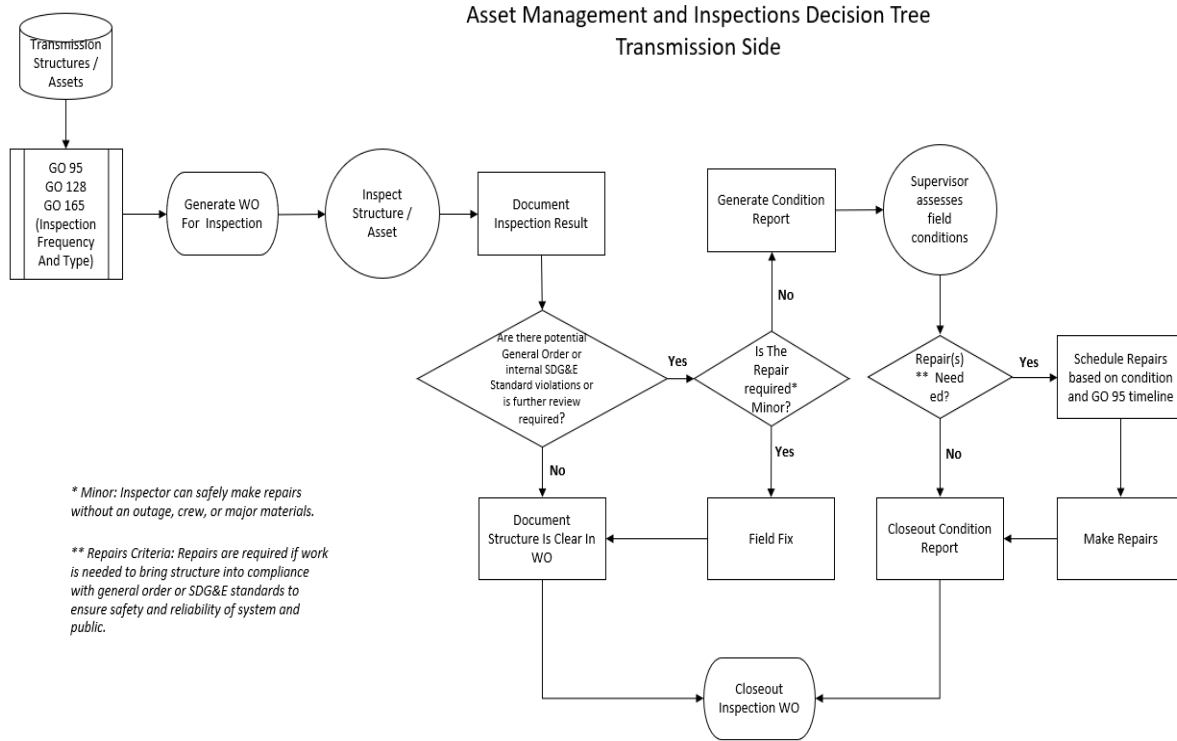 Asset Management and Inspections Decision Tree
Transmission Side
Transmission
Structures /
Assets
GO 95
GO 128
GO 165
(Inspection
Frequency
And Type)
Generate WO
For Inspection
Inspect
Structure /
Asset
Document
Inspection Result
Generate Condition
Report
Supervisor
assesses
field
conditions
No
Are there potential
General Order or
internal SDG&E
Standard violations or
is further review
required?
Yes
Is The
Repair
required*
Minor?
Repair(s)
** Need
ed?
Yes
Schedule Repairs
based on condition
and GO 95 timeline
No
Yes
No
* Minor: Inspector can safely make repairs
without an outage, crew, or major materials.
Document
Structure Is Clear In
WO
Field Fix
Closeout Condition
Report
Make Repairs
** Repairs Criteria: Repairs are required if work
is needed to bring structure into compliance
with general order or SDG&E standards to
ensure safety and reliability of system and
public.
Closeout
Inspection WO